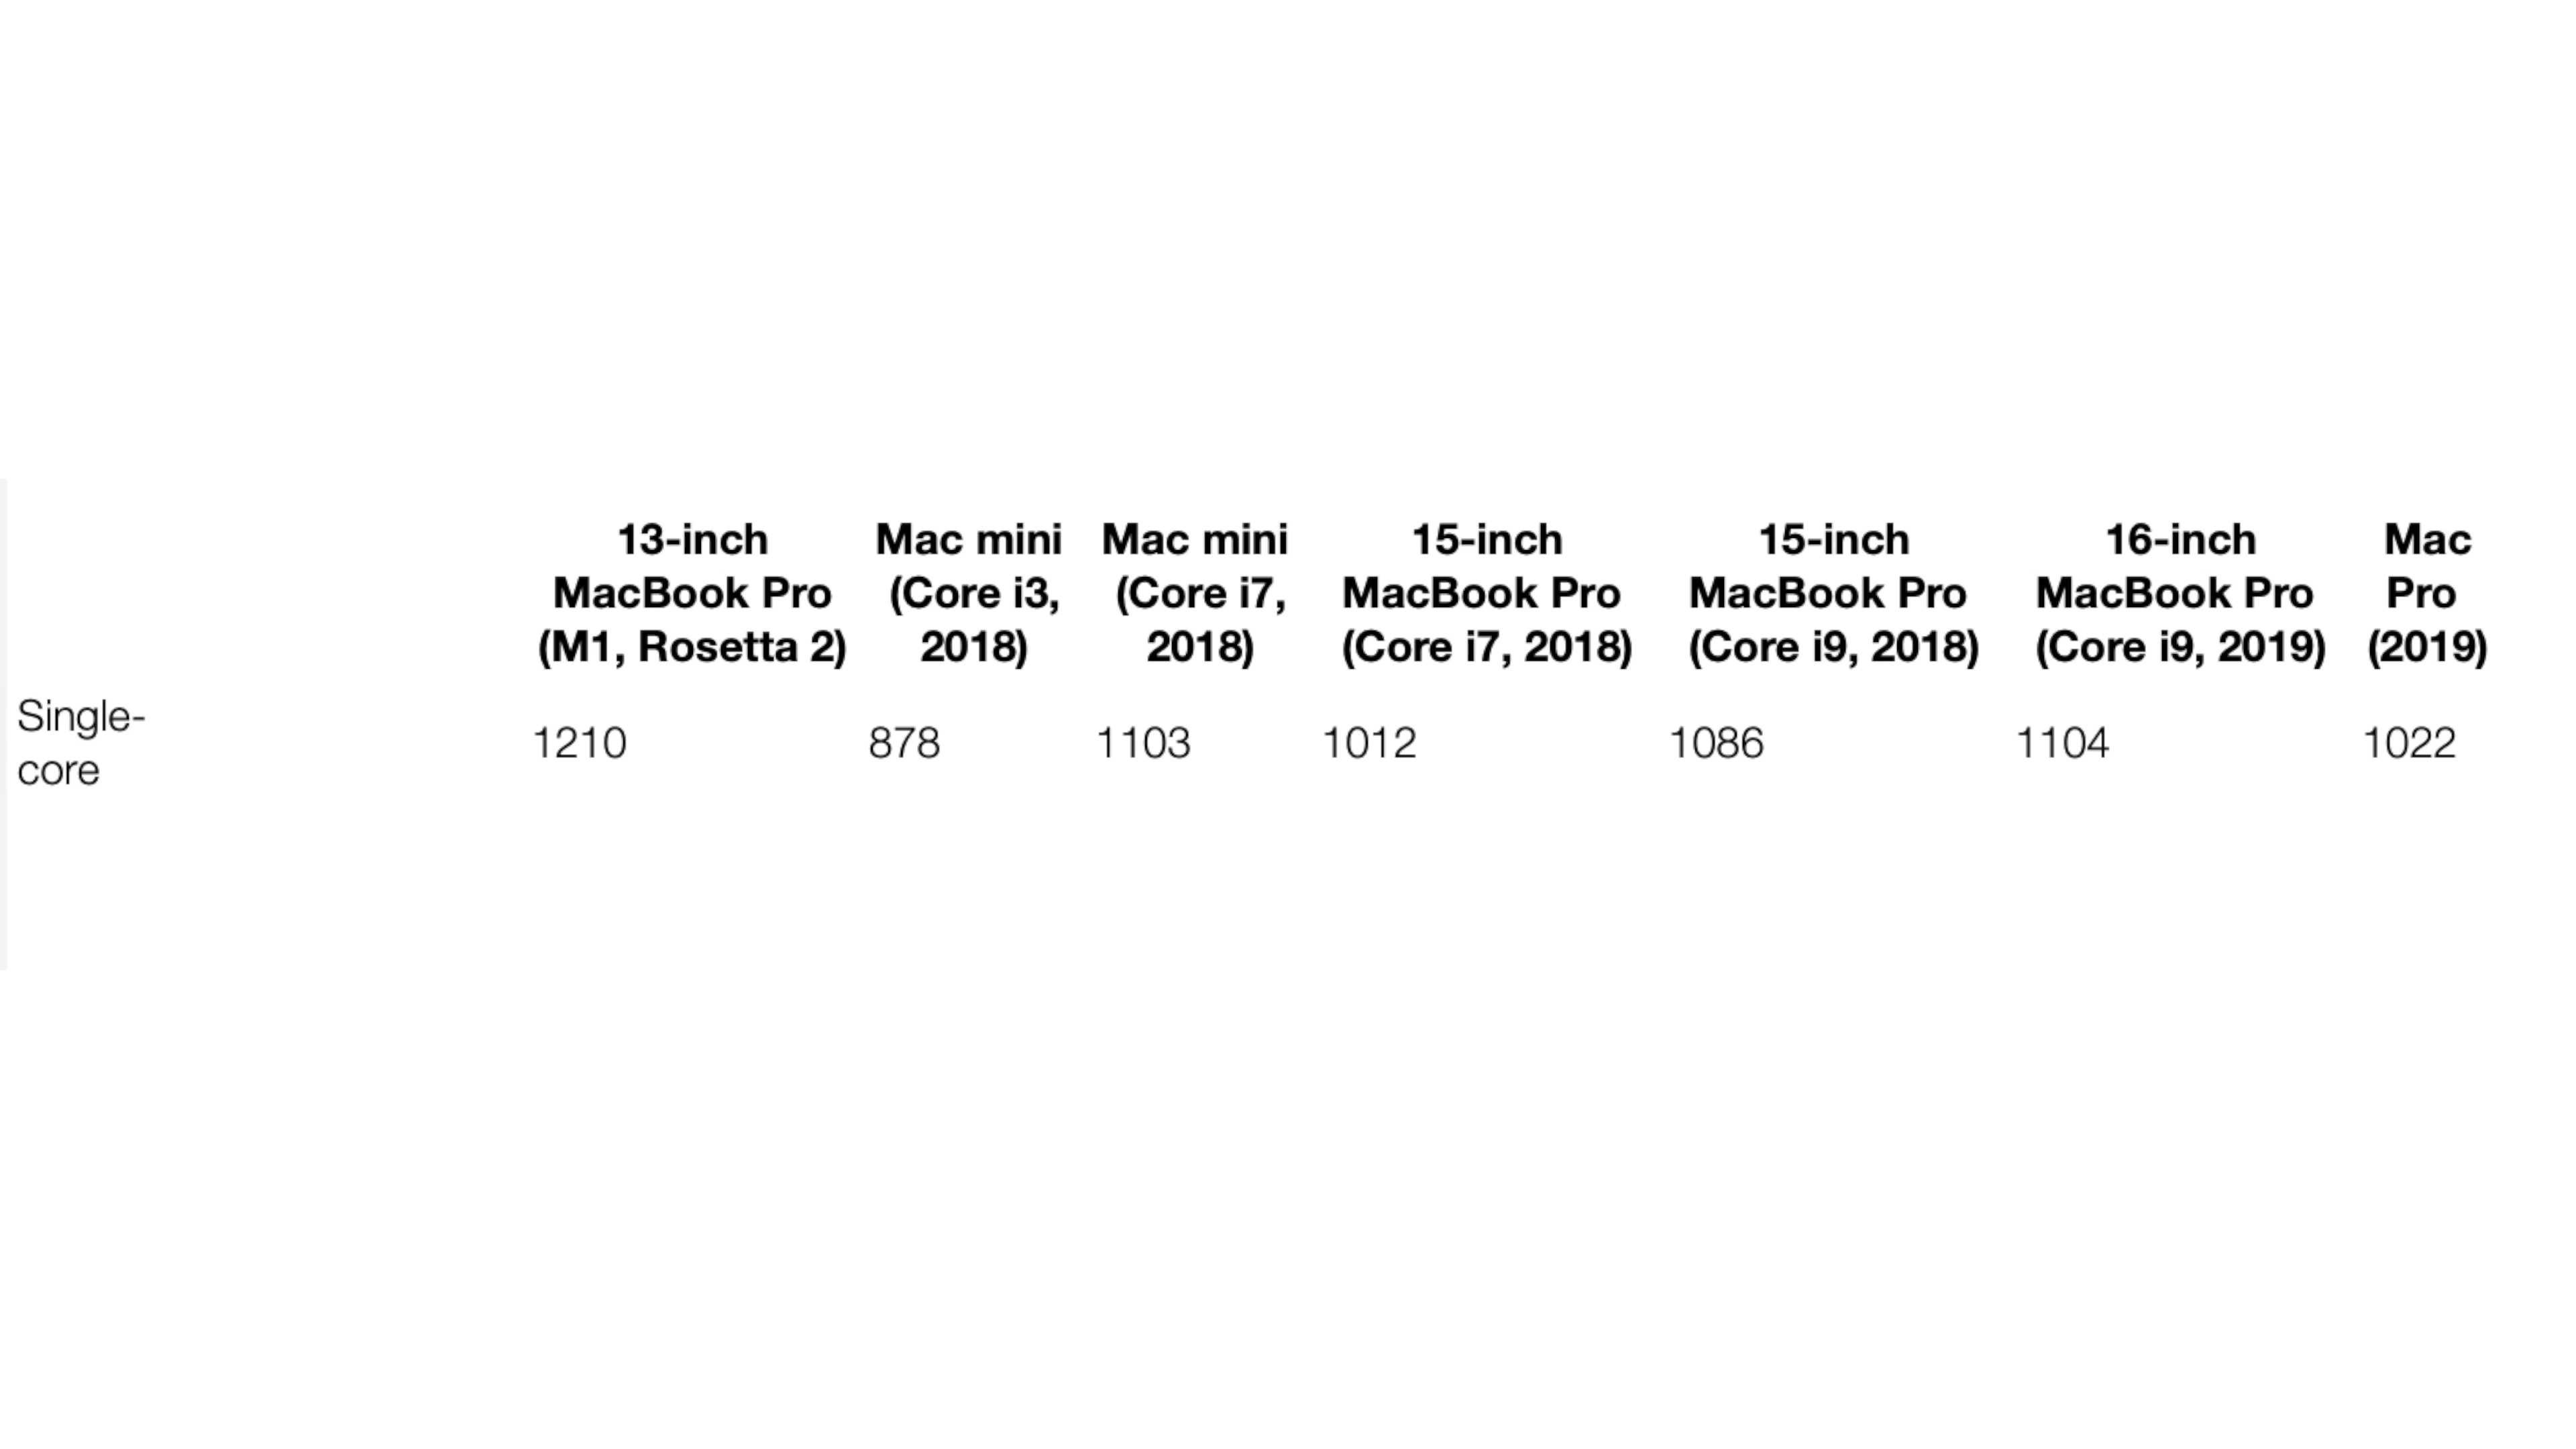 13-inch MacBook Pro (M1, Rosetta 2)
Mac mini (Core i3, 2018)
Mac mini (Core i7, 2018)
15-inch MacBook Pro (Core i7, 2018)
15-inch MacBook Pro (Core i9, 2018)
16-inch MacBook Pro (Core i9, 2019)
Mac Pro (2019)
Single-core
1210 878 1103 1012 1086 1104 1022